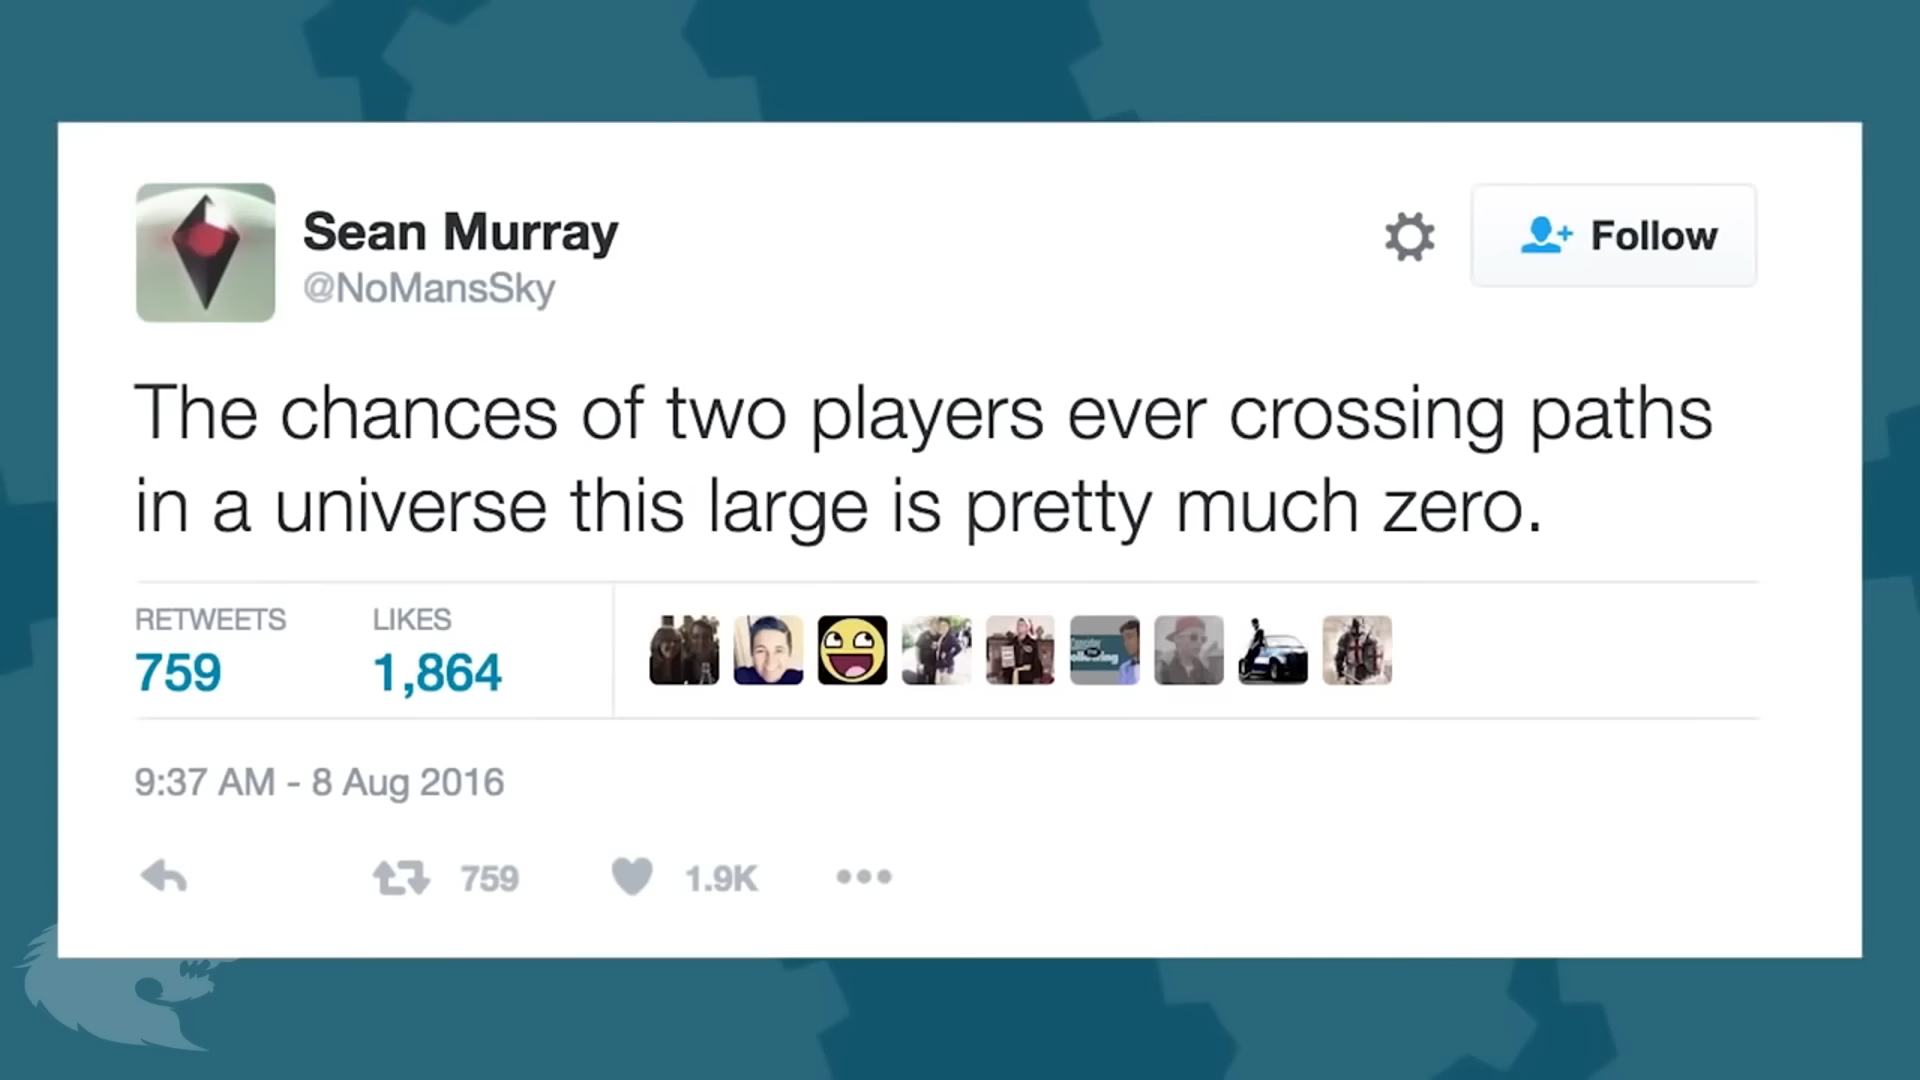 Sean Murray
@NoMansSky
Follow
The chances of two players ever crossing paths
in a universe this large is pretty much zero.
RETWEETS LIKES
759 1,864
9:37 AM - 8 Aug 2016
759 1.9K